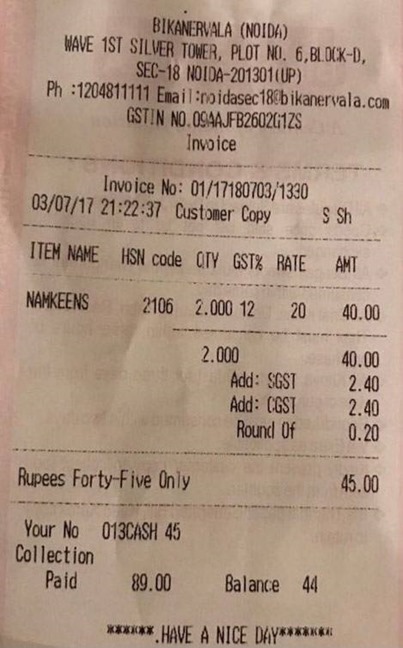 BIKANERVALA (NOIDA)
WAVE 1ST SILVER TOWER, PLOT NO. 6,BLOCK-D,
SEC-18 NOIDA-201301(UP)
Ph :1204811111 Email:noidasec18@bikanervala.com
GSTIN NO.09AAJFB2602G1ZS
Invoice
Invoice No: 01/17180703/1330
03/07/17 21:22:37 Customer Copy S Sh
ITEM NAME HSN code QTY GST% RATE AMT
NAMKEENS 2106 2.000 12 20 40.00
2.000 40.00
Add: SGST 2.40
Add: CGST 2.40
Round Of 0.20
Rupees Forty-Five Only 45.00
Your No 013CASH 45
Collection
Paid 89.00 Balance 44
******.HAVE A NICE DAY*******